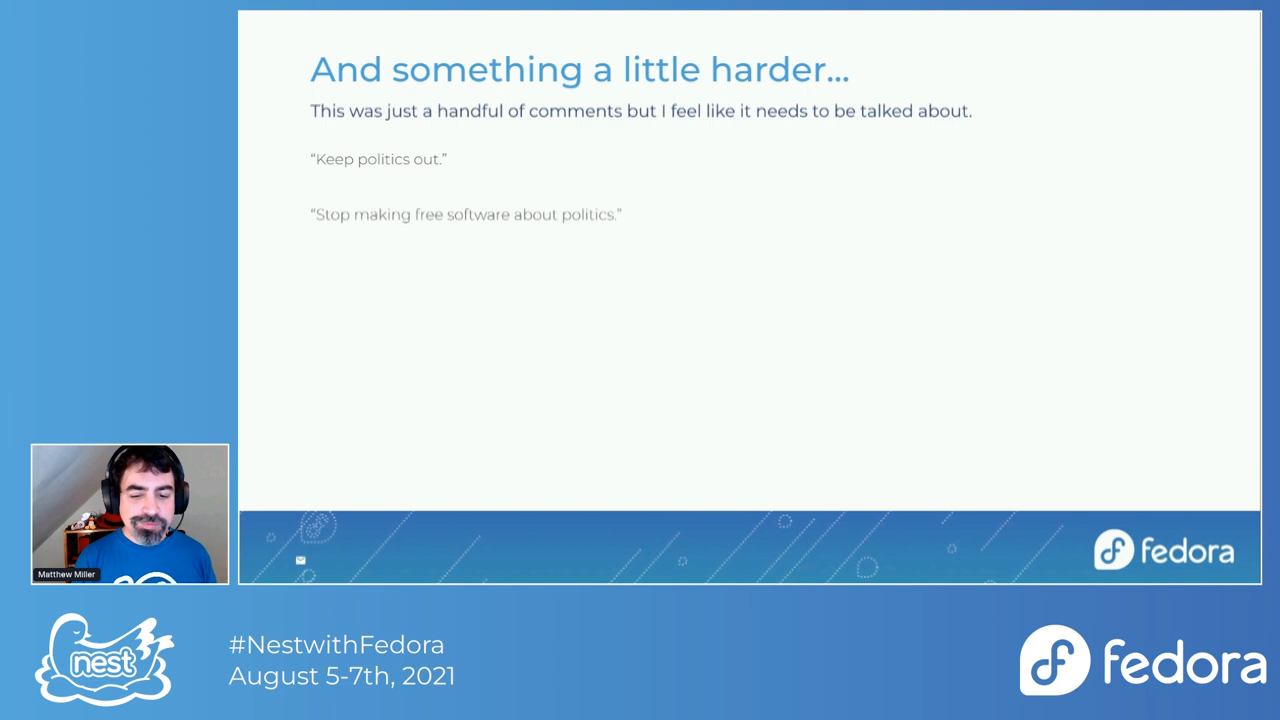 And something a little harder...
This was just a handful of comments but I feel like it needs to be talked about.
“Keep politics out.”
“Stop making free software about politics.”
fedora
Matthew Miller
nest
#NestwithFedora
August 5-7th, 2021
fedora